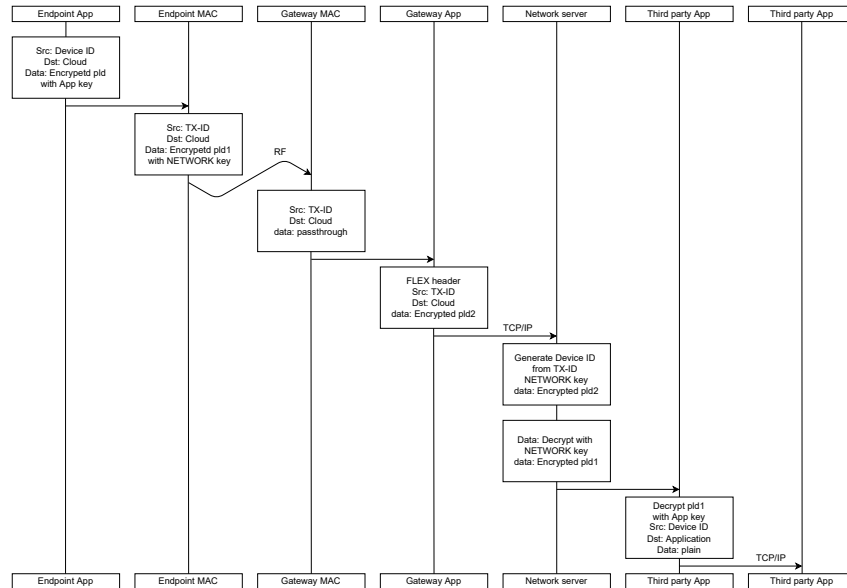 Endpoint App
Endpoint MAC
Gateway MAC
Gateway App
Network server
Third party App
Third party App
Src: Device ID
Dst: Cloud
Data: Encrypetd pld
with App key
Src: TX-ID
Dst: Cloud
Data: Encrypetd pld1
with NETWORK key
RF
Src: TX-ID
Dst: Cloud
data: passthrough
FLEX header
Src: TX-ID
Dst: Cloud
data: Encrypted pld2
TCP/IP
Generate Device ID
from TX-ID
NETWORK key
data: Encrypted pld2
Data: Decrypt with
NETWORK key
data: Encrypted pld1
Decrypt pld1
with App key
Src: Device ID
Dst: Application
Data: plain
TCP/IP
Endpoint App
Endpoint MAC
Gateway MAC
Gateway App
Network server
Third party App
Third party App